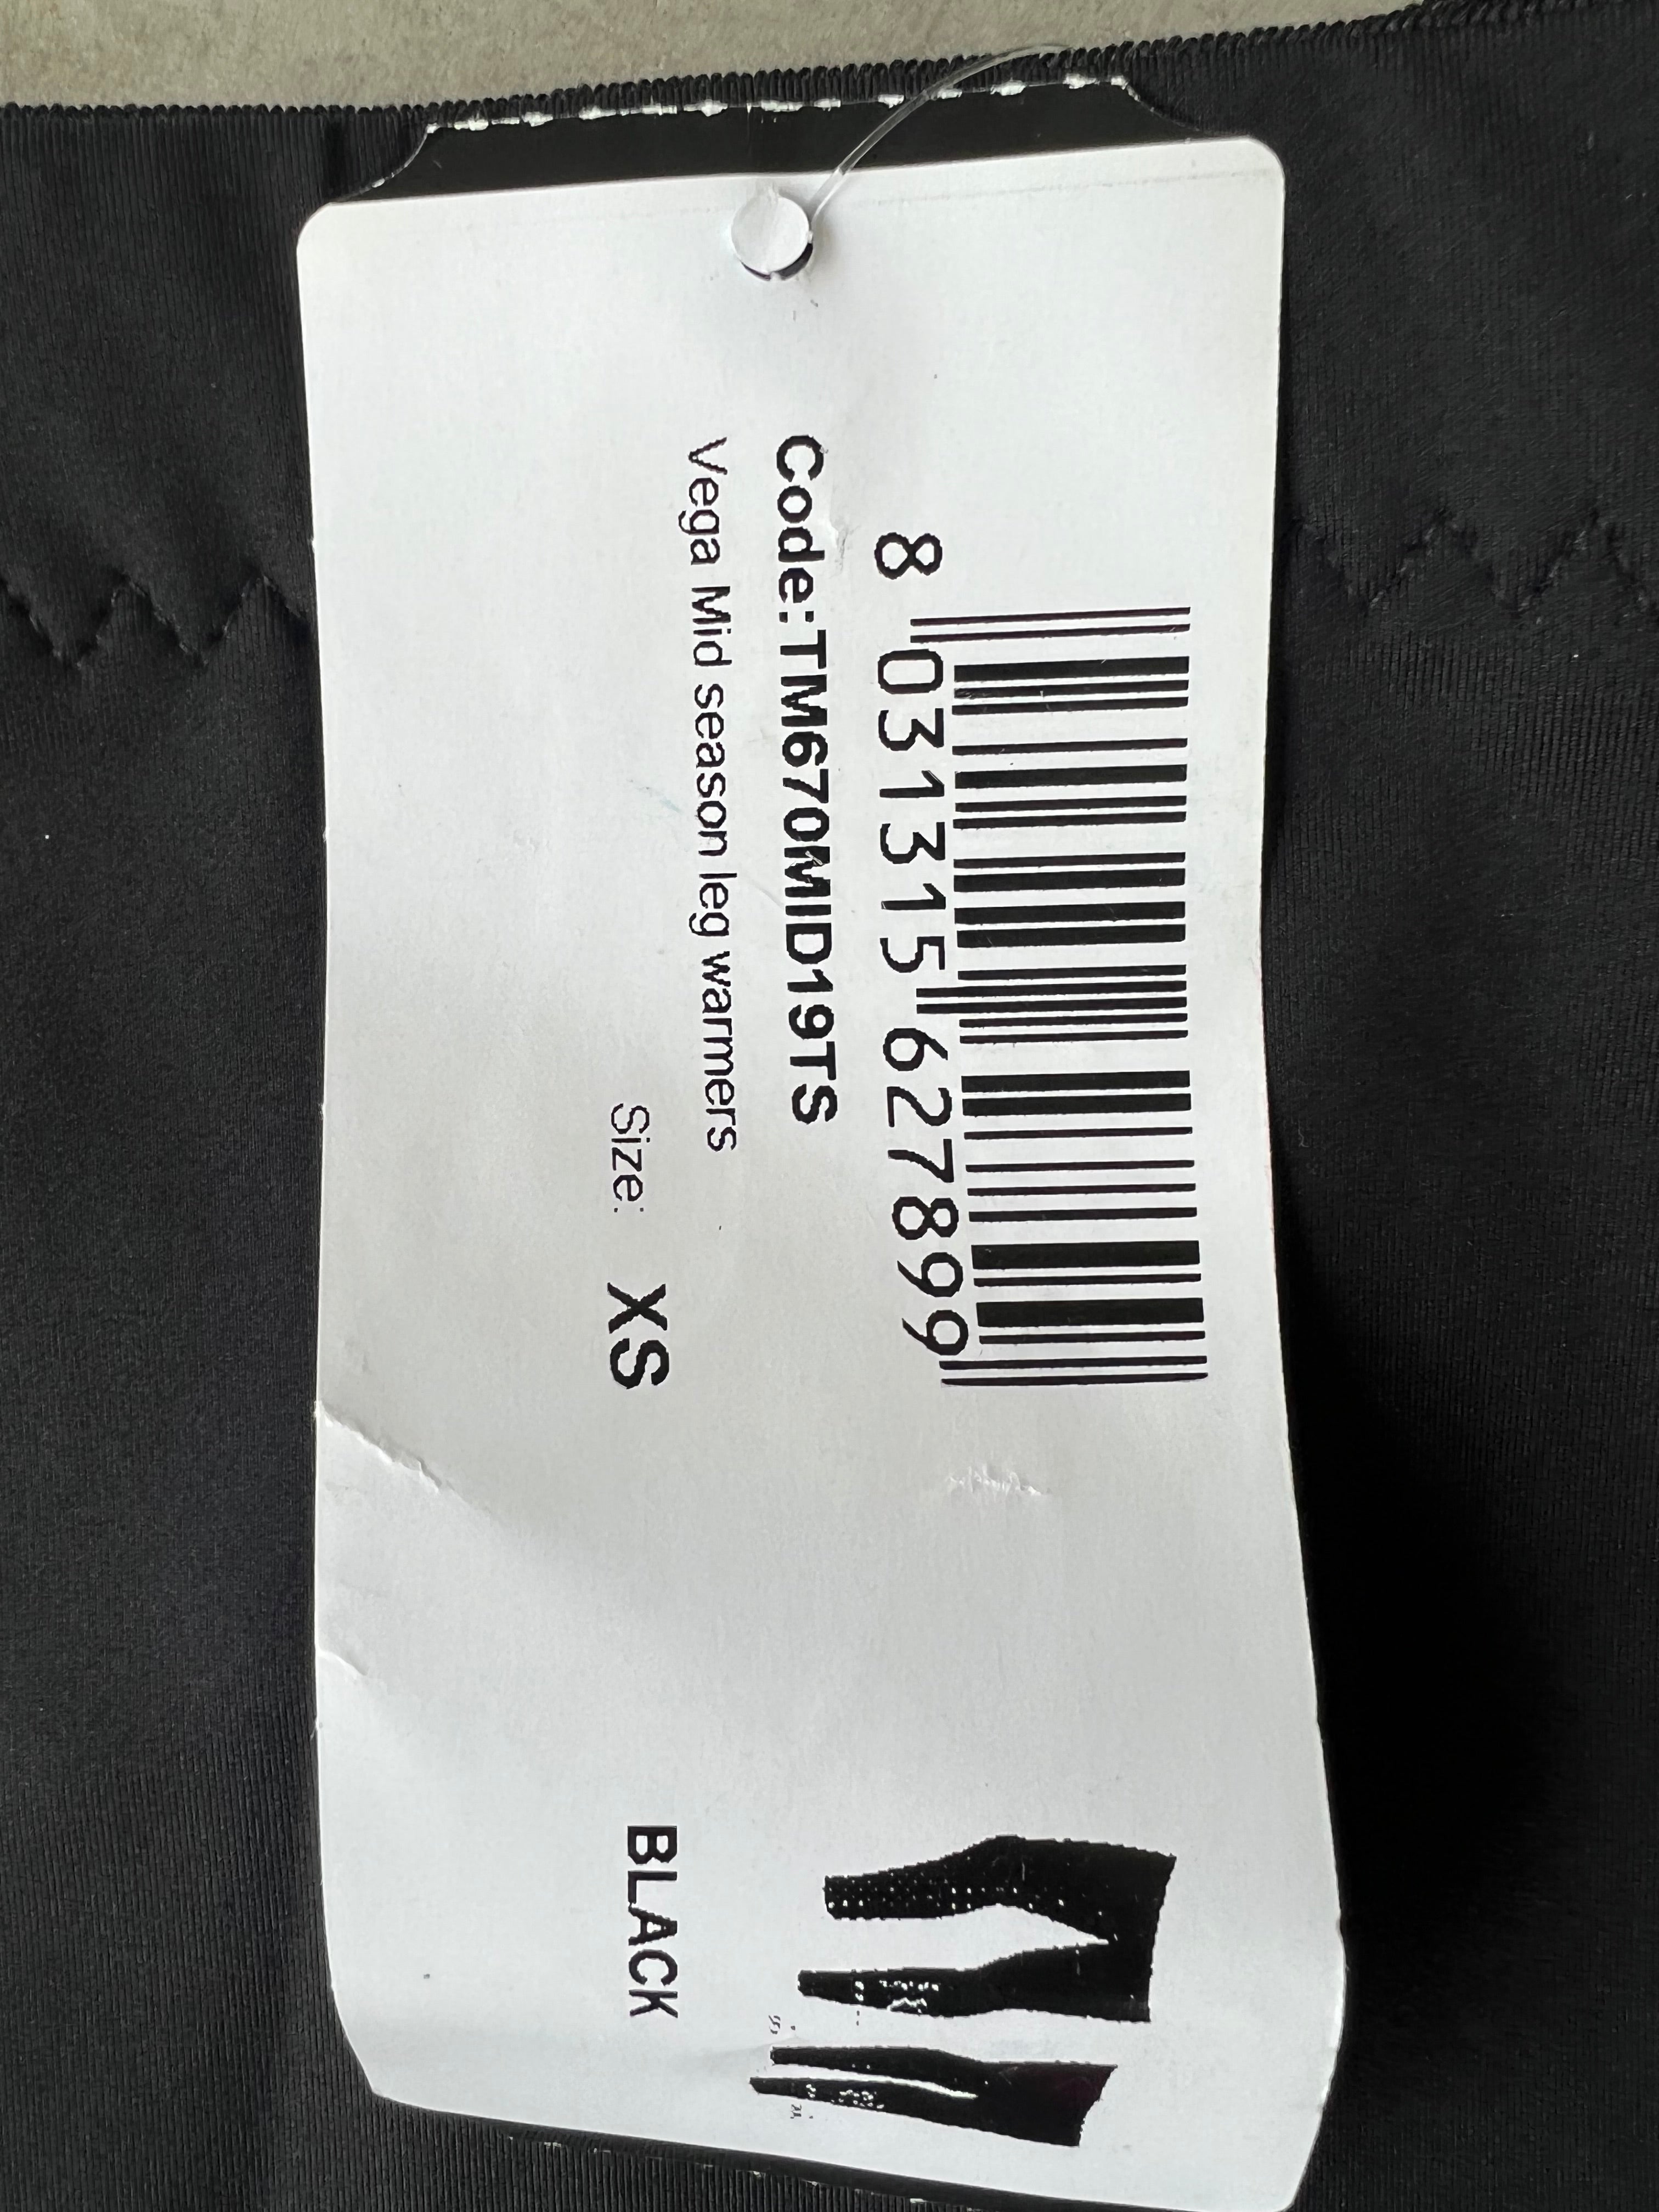 8 031315 627899
Code:TM670MID19TS
Vega Mid season leg warmers
Size: XS
BLACK